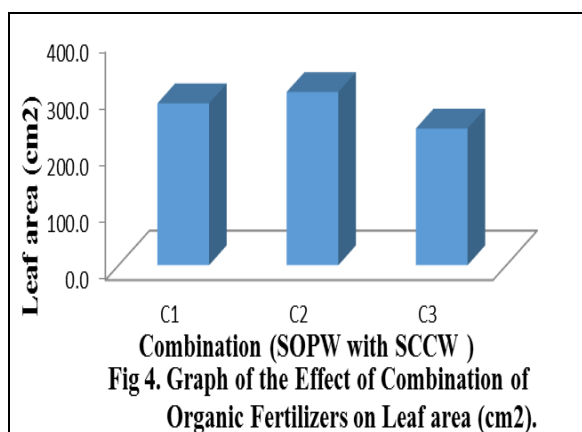 400.0
300.0
200.0
100.0
0.0
Leaf area (cm2)
C1 C2 C3
Combination (SOPW with SCCW )
Fig 4. Graph of the Effect of Combination of
Organic Fertilizers on Leaf area (cm2).